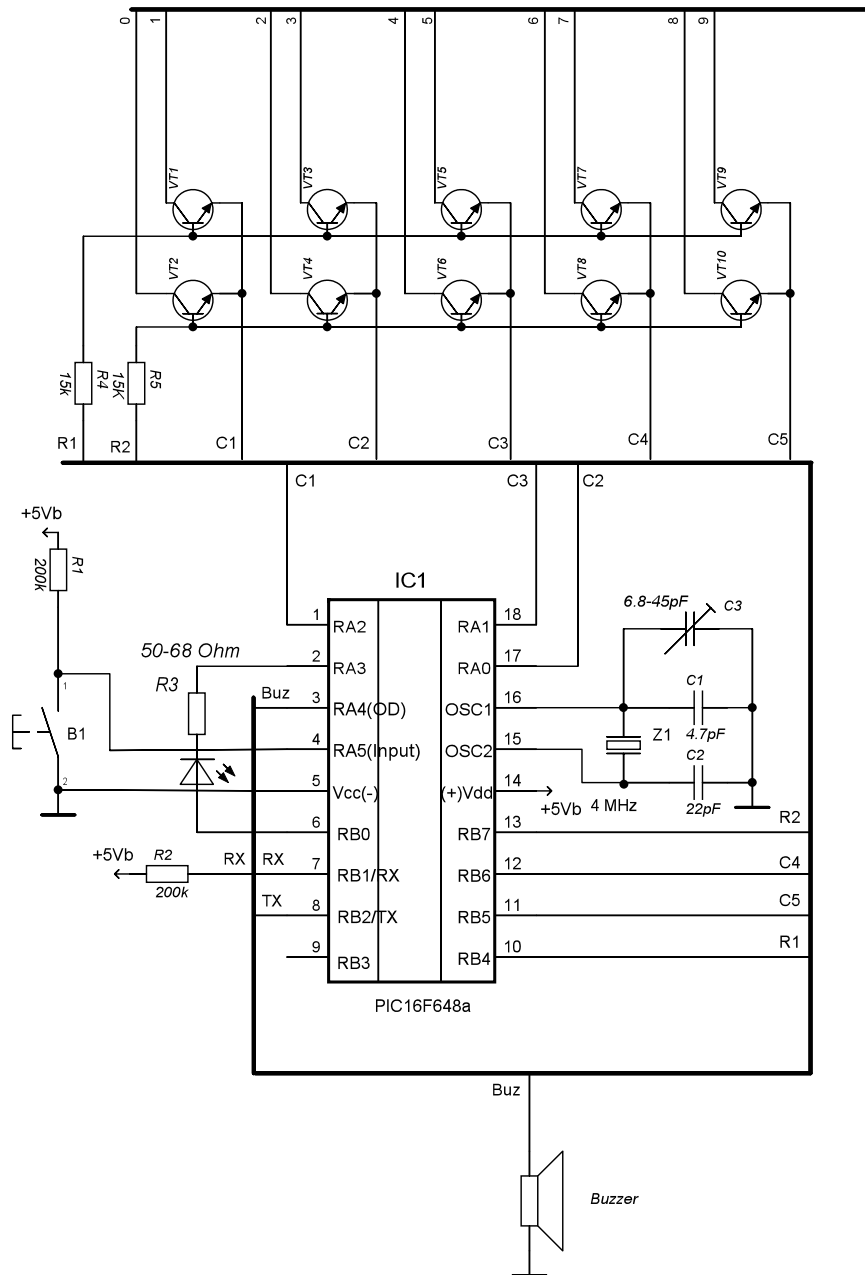 0 1 2 3 4 5 6 7 8 9
VT1 VT3 VT5 VT7 VT9
VT2 VT4 VT6 VT8 VT10
15k R4 15K R5
R1 R2 C1 C2 C3 C4 C5
C1 C3 C2
+5Vb
200k R1
IC1
6.8-45pF C3
1 RA2 RA1 18
50-68 Ohm
2 RA3 RA0 17
1
R3
Buz 3 RA4(OD) OSC1 16 C1
B1
4.7pF
Z1
4 RA5(Input) OSC2 15 C2
2
5 Vcc(-) (+)Vdd 14
+5Vb 4 MHz 22pF
6 RB0 RB7 13 R2
+5Vb R2 RX RX 7 RB1/RX RB6 12 C4
200k
TX 8 RB2/TX RB5 11 C5
9 RB3 RB4 10 R1
PIC16F648a
Buz
Buzzer